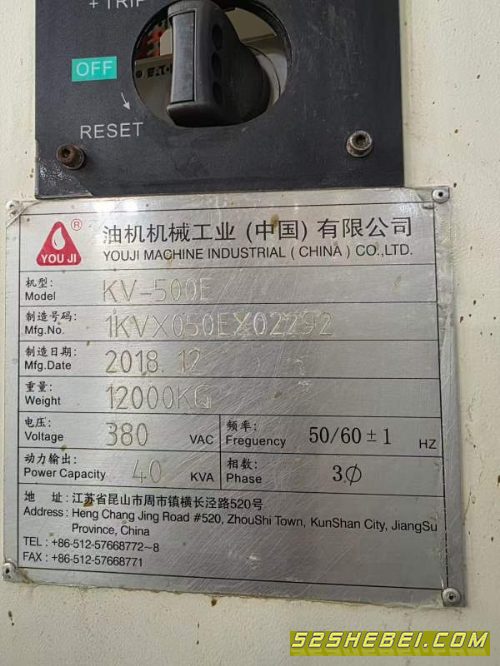 + TRIP
OFF
EATON
RESET
YOU JI ®
油机机械工业(中国)有限公司
YOUJI MACHINE INDUSTRIAL ( CHINA ) CO.,LTD.
机型: KV-500E
Model
制造号码: 1KVX050EX02292
Mfg.No.
制造日期: 2018.12
Mfg.Date
重量: 12000KG
Weight
电压: 380 VAC 频率: 50/60±1 HZ
Voltage Freguency
动力输出: 40 KVA 相数: 3∅
Power Capacity Phase
地 址:江苏省昆山市周市镇横长泾路520号
Address : Heng Chang Jing Road #520, ZhouShi Town, KunShan City, JiangSu
Province, China
TEL : +86-512-57668772~8
FAX : +86-512-57668771
52SHEBEI.COM